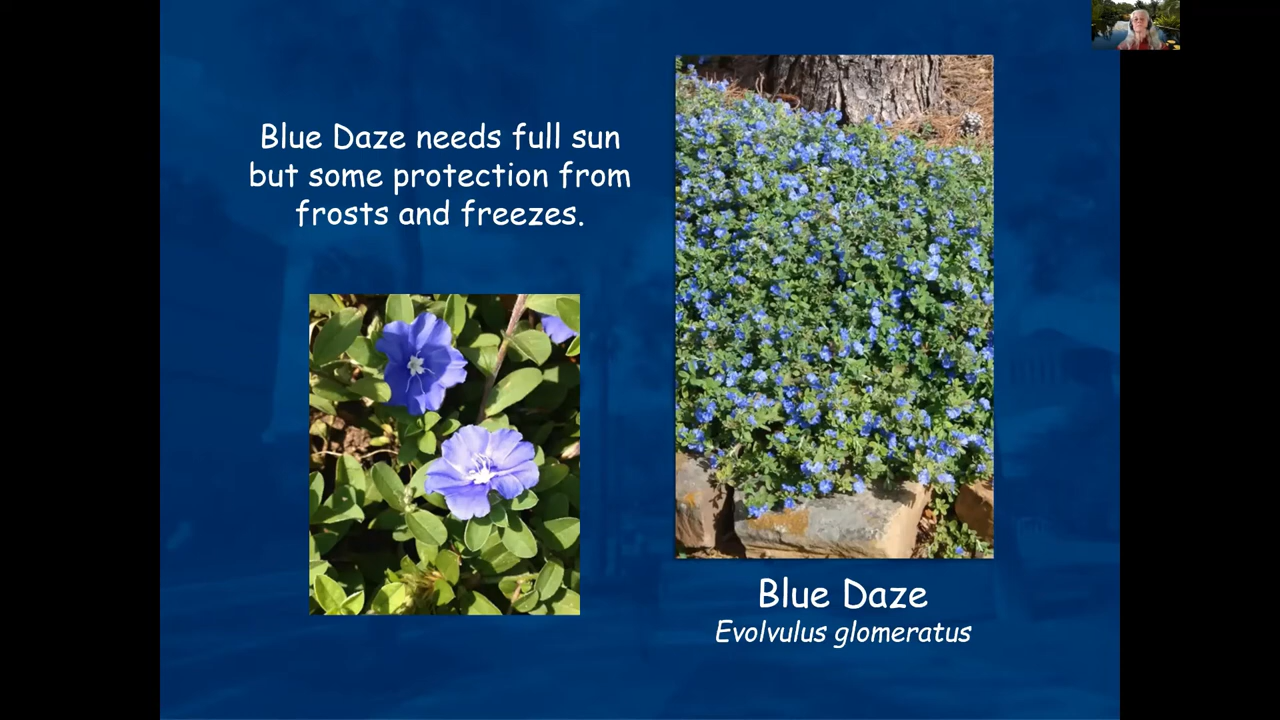 Blue Daze needs full sun
but some protection from
frosts and freezes.
Blue Daze
Evolvulus glomeratus